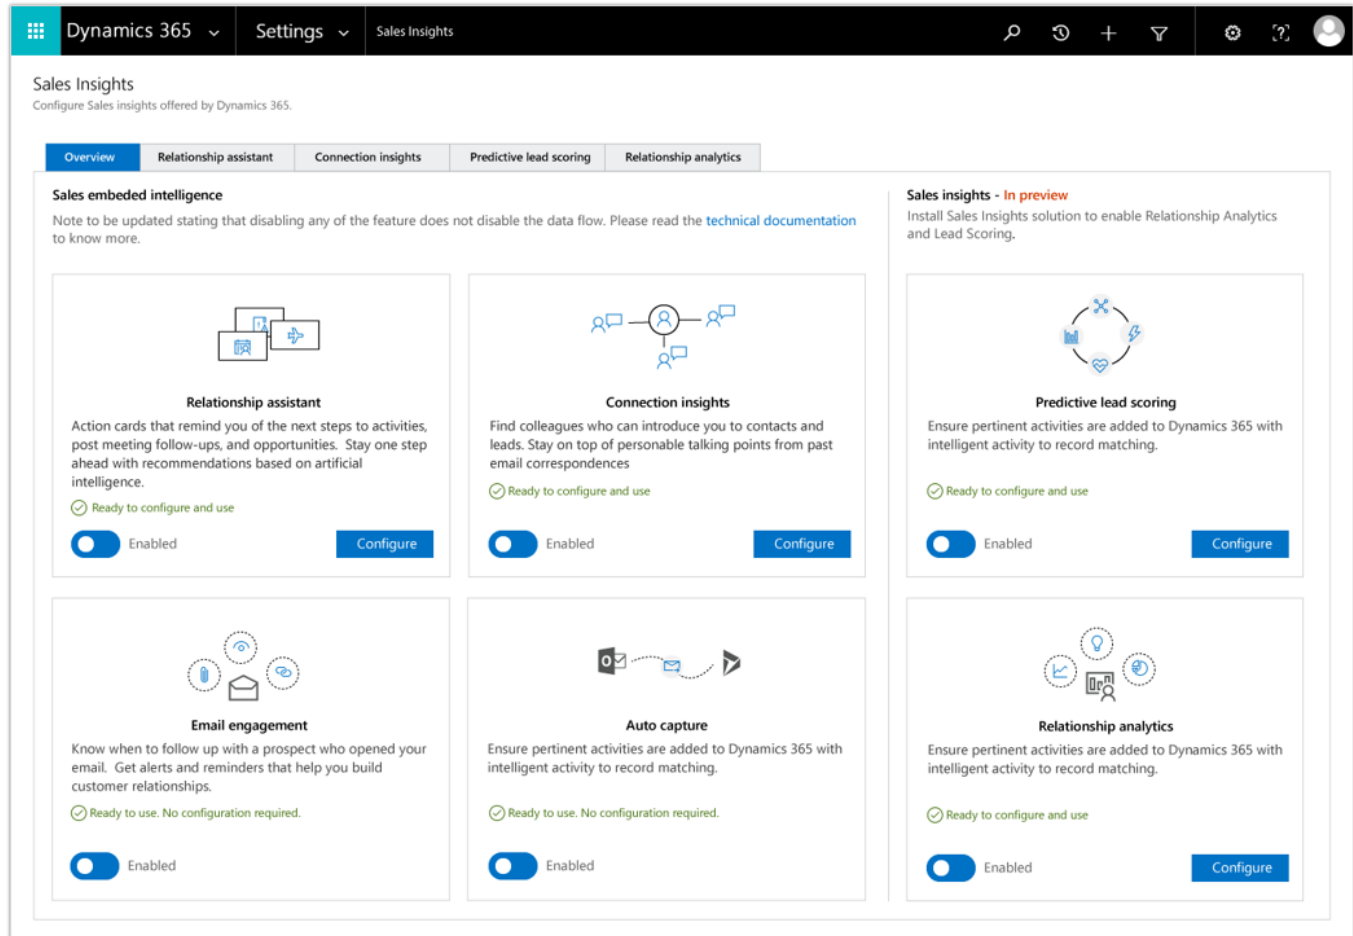 Dynamics 365
Settings
Sales Insights
Sales Insights
Configure Sales insights offered by Dynamics 365.
Overview
Relationship assistant
Connection insights
Predictive lead scoring
Relationship analytics
Sales embeded intelligence
Note to be updated stating that disabling any of the feature does not disable the data flow. Please read the technical documentation
to know more.
Sales insights - In preview
Install Sales Insights solution to enable Relationship Analytics
and Lead Scoring.
Relationship assistant
Action cards that remind you of the next steps to activities,
post meeting follow-ups, and opportunities. Stay one step
ahead with recommendations based on artificial
intelligence.
Ready to configure and use
Enabled
Configure
Connection insights
Find colleagues who can introduce you to contacts and
leads. Stay on top of personable talking points from past
email correspondences
Ready to configure and use
Enabled
Configure
Predictive lead scoring
Ensure pertinent activities are added to Dynamics 365 with
intelligent activity to record matching.
Ready to configure and use
Enabled
Configure
Email engagement
Know when to follow up with a prospect who opened your
email. Get alerts and reminders that help you build
customer relationships.
Ready to use. No configuration required.
Enabled
Auto capture
Ensure pertinent activities are added to Dynamics 365 with
intelligent activity to record matching.
Ready to use. No configuration required.
Enabled
Relationship analytics
Ensure pertinent activities are added to Dynamics 365 with
intelligent activity to record matching.
Ready to configure and use
Enabled
Configure